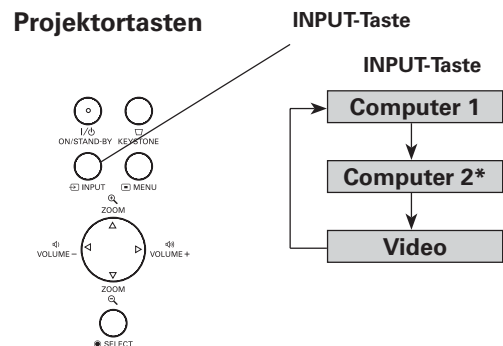 Projektortasten
INPUT-Taste
INPUT-Taste
Computer 1
Computer 2*
Video
ON/STAND-BY KEYSTONE
INPUT MENU
ZOOM
VOLUME – VOLUME +
ZOOM
SELECT